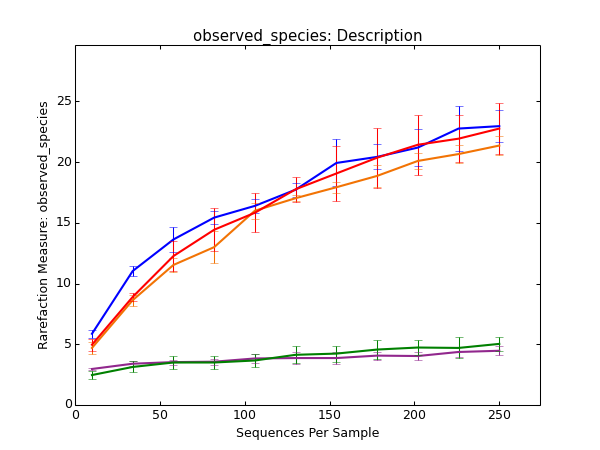 observed_species: Description
Rarefaction Measure: observed_species
25
20
15
10
5
0
0 50 100 150 200 250
Sequences Per Sample